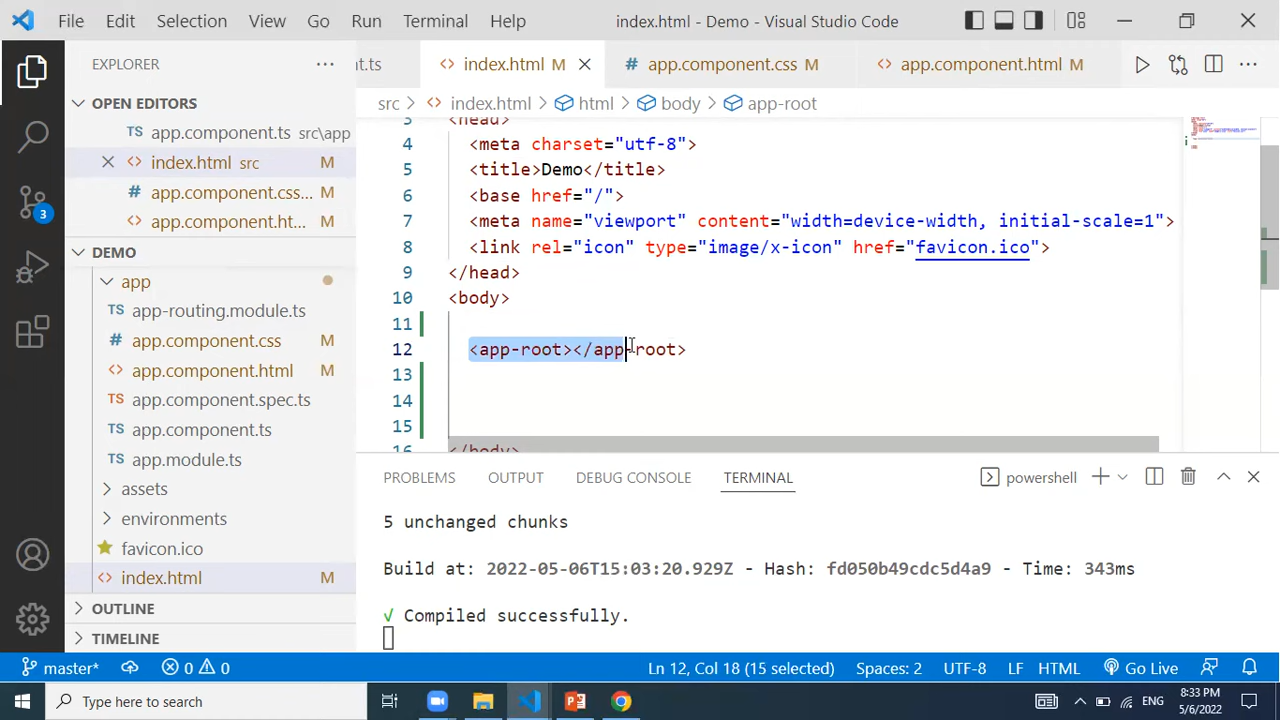 File Edit Selection View Go Run Terminal Help index.html - Demo - Visual Studio Code
EXPLORER
OPEN EDITORS
app.component.ts src\app
index.html src M
app.component.css... M
app.component.ht... M
DEMO
app
app-routing.module.ts
app.component.css M
app.component.html M
app.component.spec.ts
app.component.ts
app.module.ts
assets
environments
favicon.ico
index.html M
OUTLINE
TIMELINE
3
nt.ts index.html M app.component.css M app.component.html M
src index.html html body app-root
3 <head>
4 <meta charset="utf-8">
5 <title>Demo</title>
6 <base href="/">
7 <meta name="viewport" content="width=device-width, initial-scale=1">
8 <link rel="icon" type="image/x-icon" href="favicon.ico">
9 </head>
10 <body>
11
12 <app-root></app-root>
13
14
15
16 </body>
PROBLEMS OUTPUT DEBUG CONSOLE TERMINAL powershell
5 unchanged chunks
Build at: 2022-05-06T15:03:20.929Z - Hash: fd050b49cdc5d4a9 - Time: 343ms
√ Compiled successfully.
master* 0 0 Ln 12, Col 18 (15 selected) Spaces: 2 UTF-8 LF HTML Go Live
Type here to search ENG 8:33 PM
5/6/2022